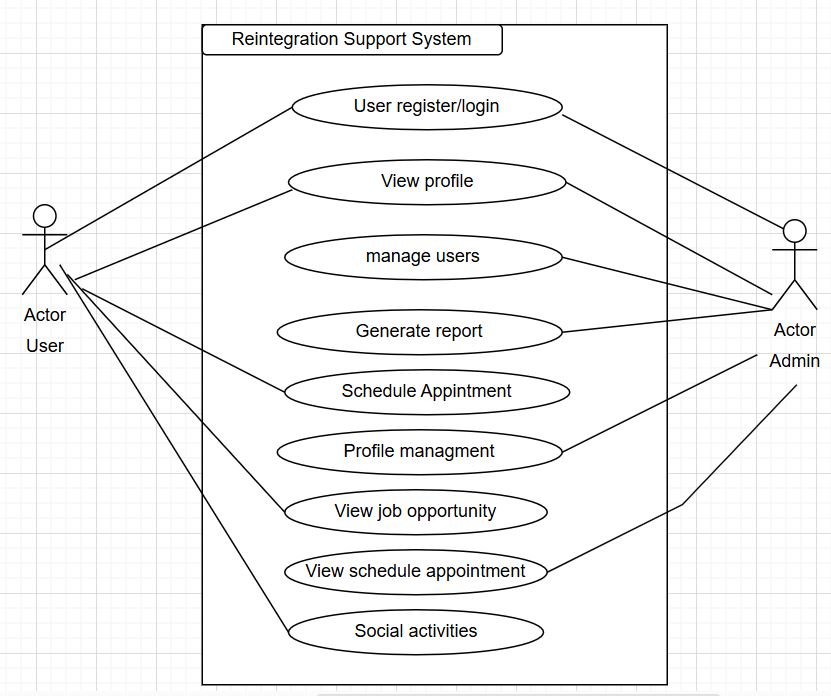 Reintegration Support System
User register/login
View profile
manage users
Generate report
Schedule Appintment
Profile managment
View job opportunity
View schedule appointment
Social activities
Actor
User
Actor
Admin